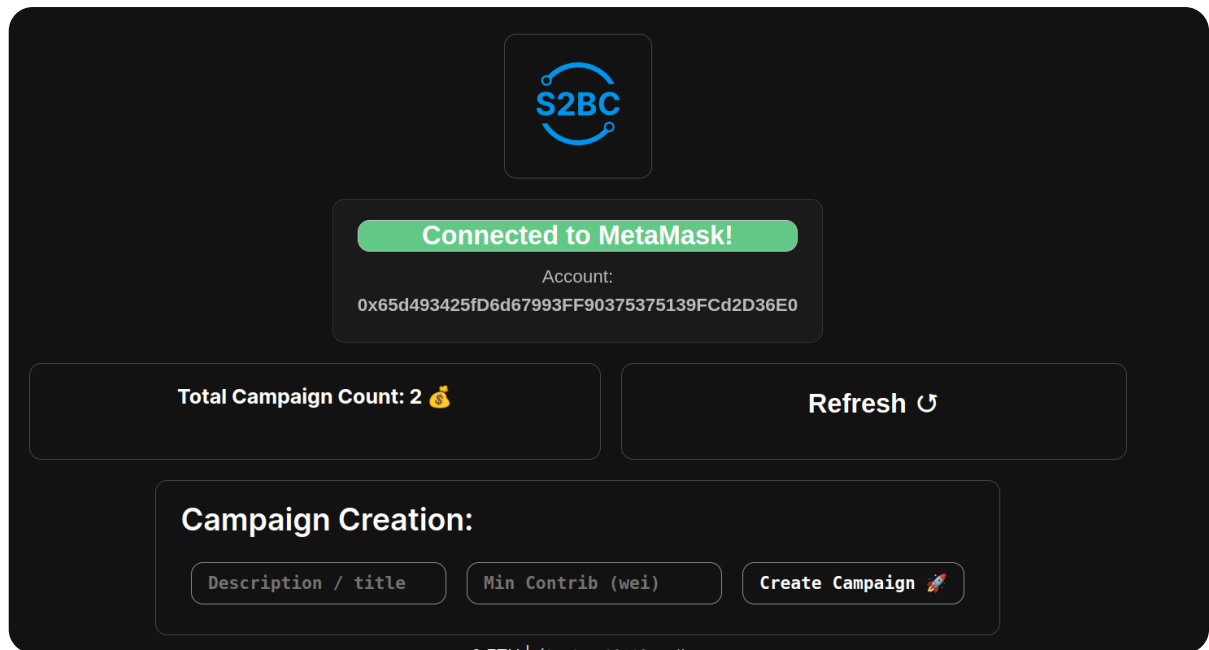 S2BC
Connected to MetaMask!
Account:
0x65d493425fD6d67993FF90375375139FCd2D36E0
Total Campaign Count: 2 💰
Refresh ↺
Campaign Creation:
Description / title
Min Contrib (wei)
Create Campaign 🚀